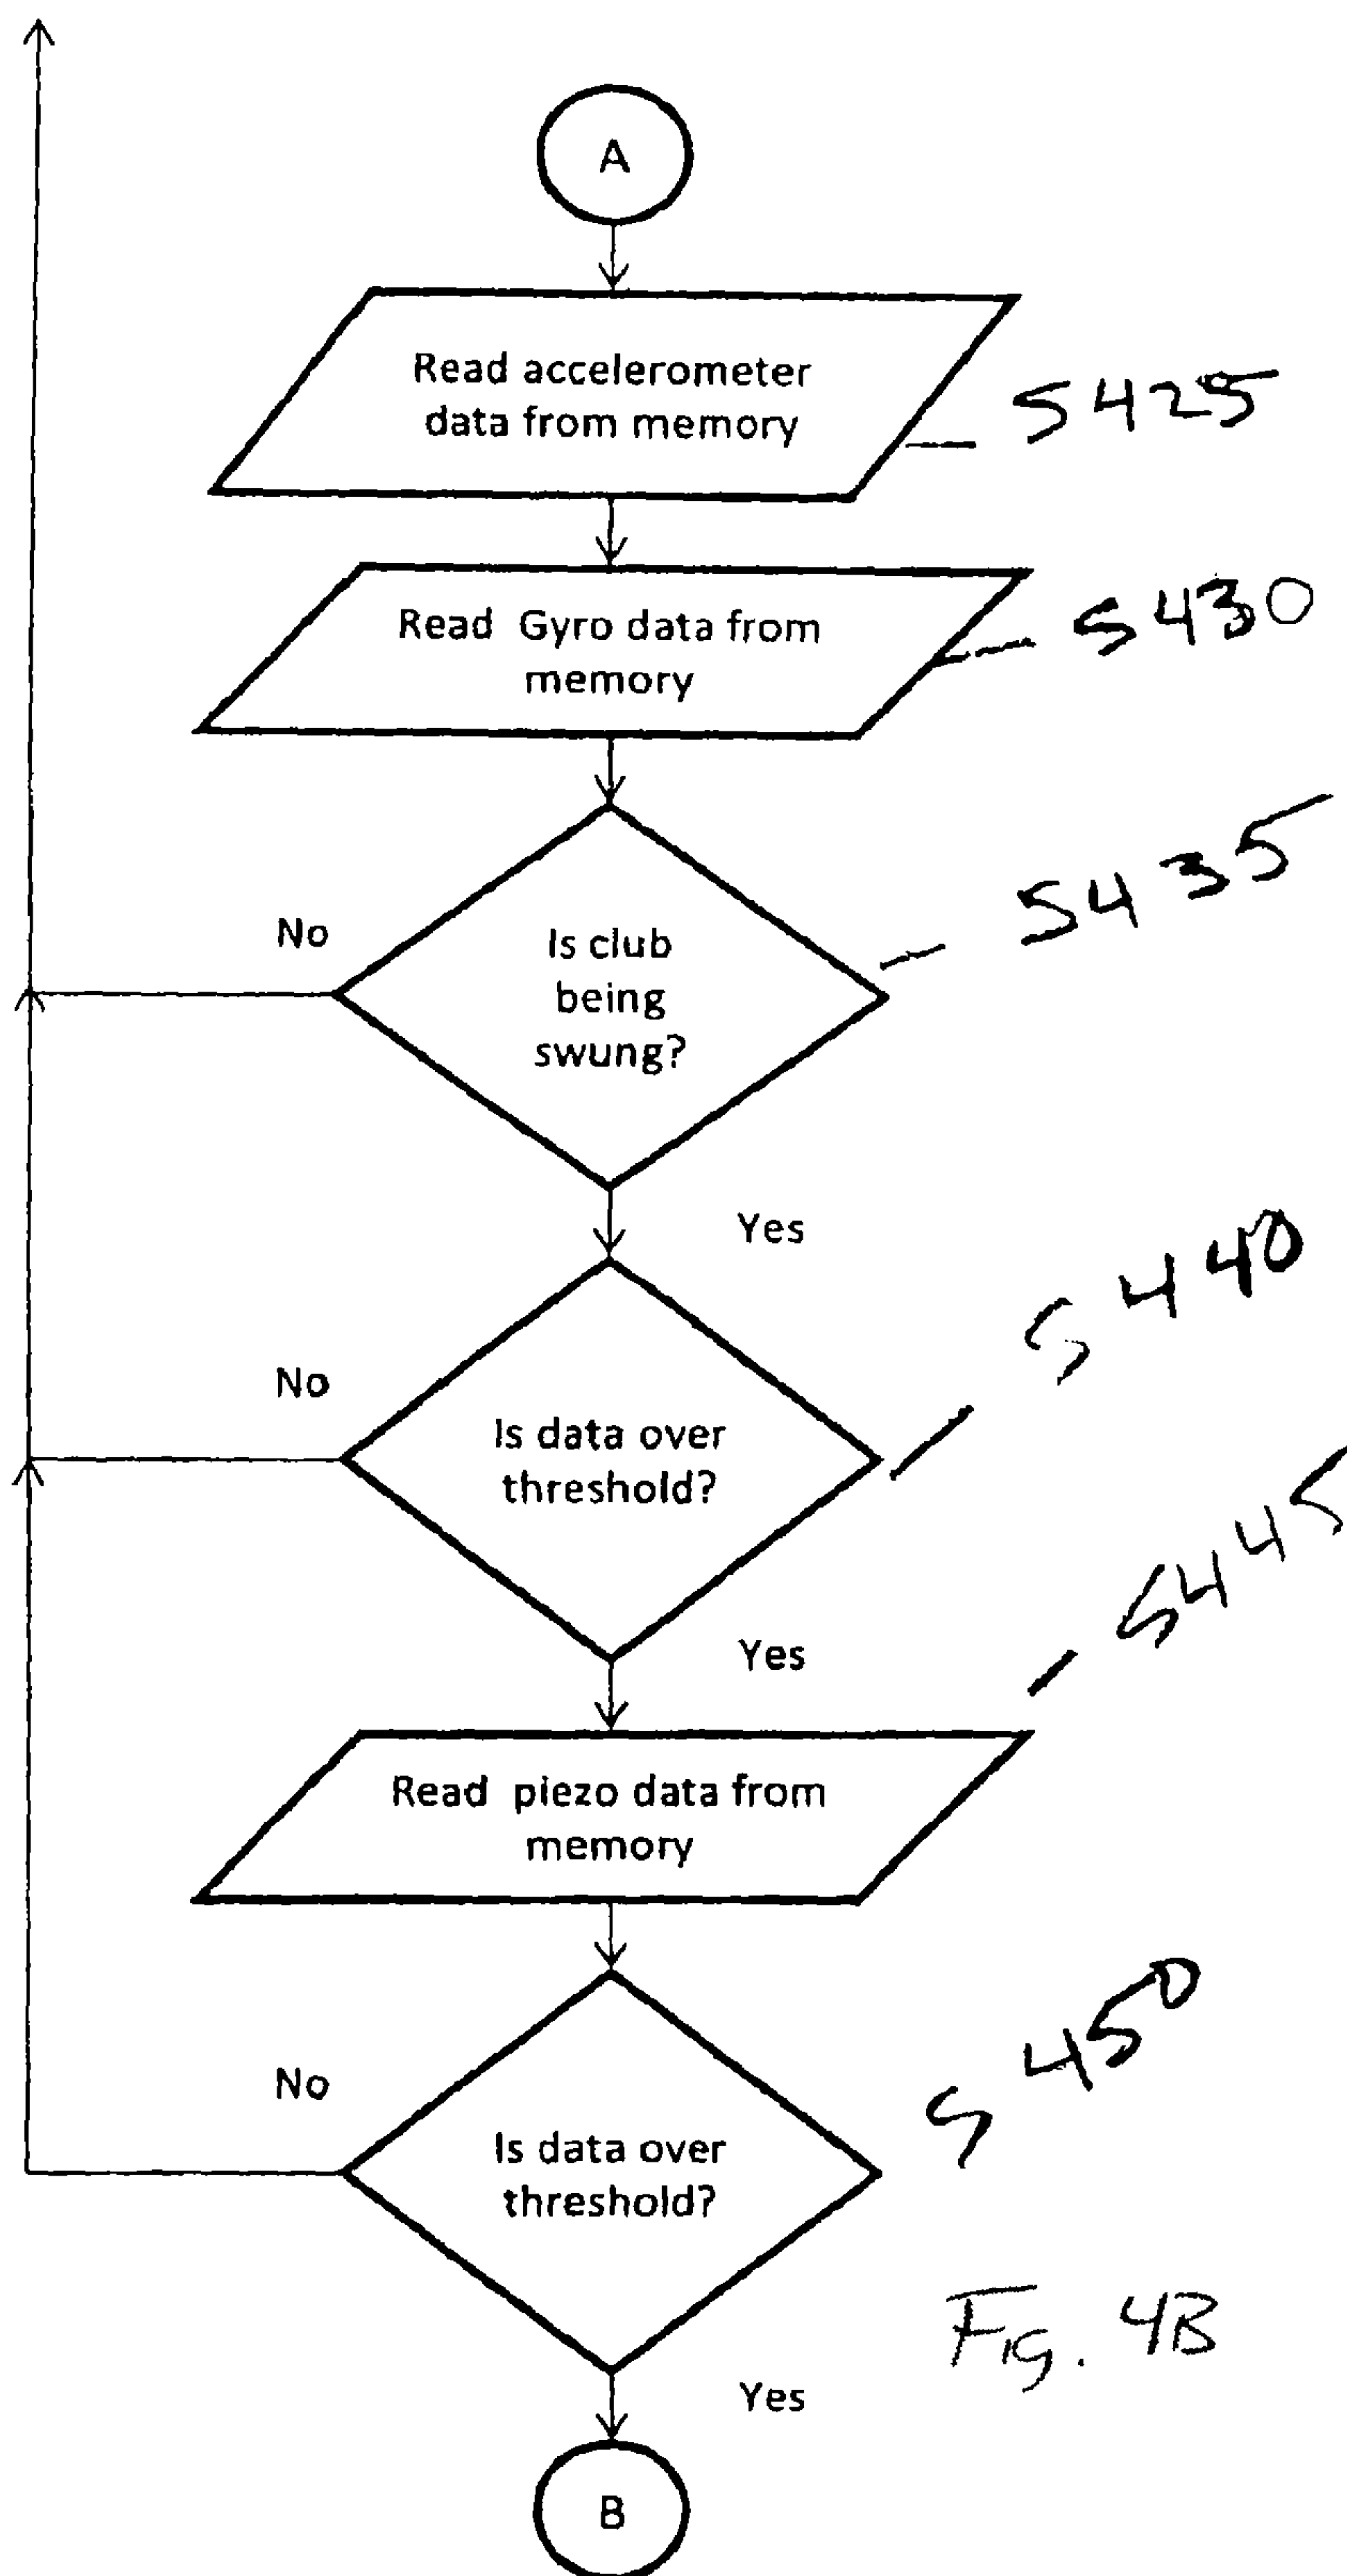 A
Read accelerometer
data from memory
S425
Read Gyro data from
memory
S430
No
Is club
being
swung?
S435
Yes
No
Is data over
threshold?
S440
Yes
S445
Read piezo data from
memory
No
Is data over
threshold?
S450
Yes
Fig. 4B
B